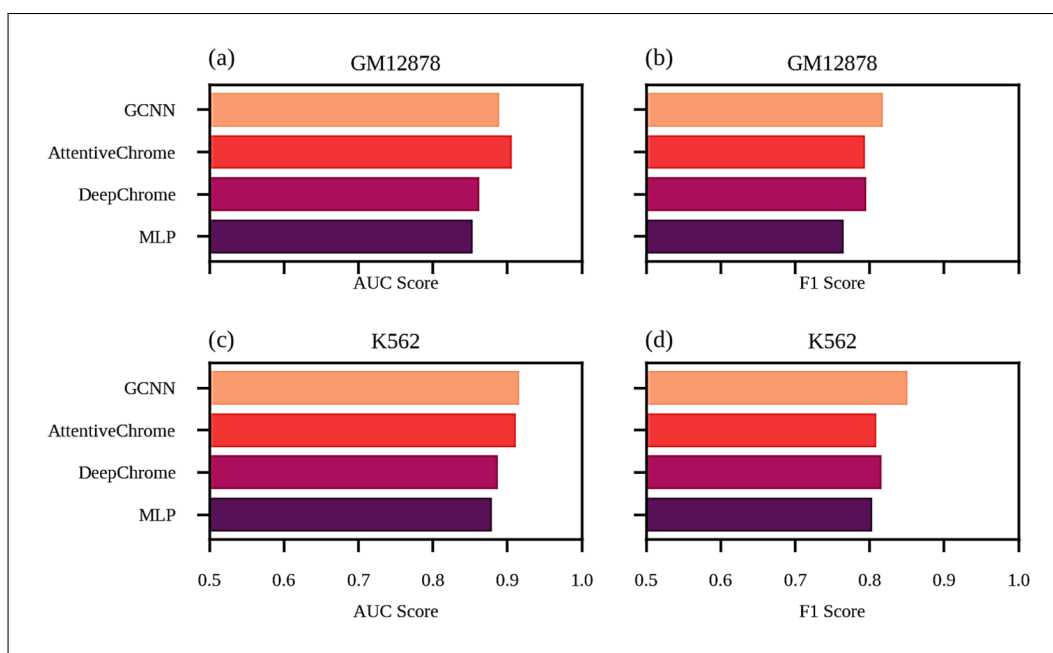 (a)
GM12878
(b)
GM12878
GCNN
AttentiveChrome
DeepChrome
MLP
AUC Score
F1 Score
(c)
K562
(d)
K562
GCNN
AttentiveChrome
DeepChrome
MLP
0.5 0.6 0.7 0.8 0.9 1.0
0.5 0.6 0.7 0.8 0.9 1.0
AUC Score
F1 Score